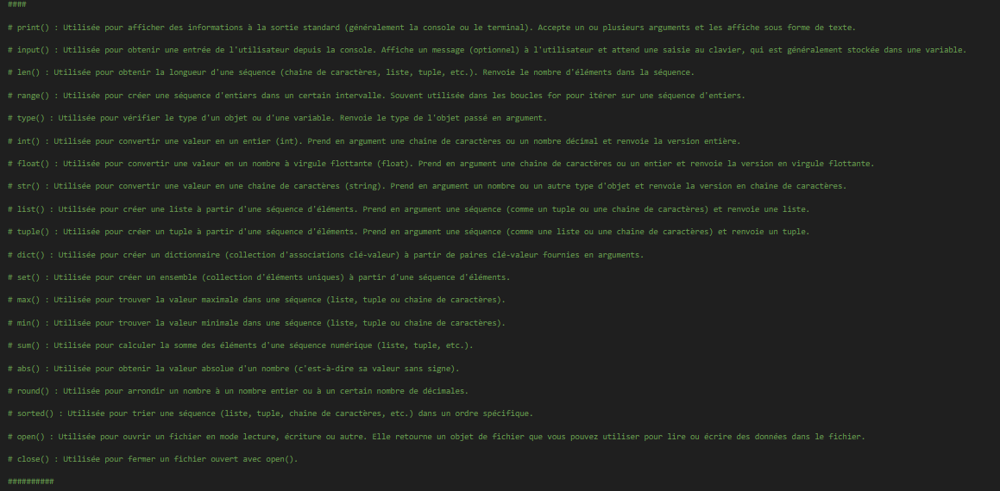 ####
# print() : Utilisée pour afficher des informations à la sortie standard (généralement la console ou le terminal). Accepte un ou plusieurs arguments et les affiche sous forme de texte.
# input() : Utilisée pour obtenir une entrée de l'utilisateur depuis la console. Affiche un message (optionnel) à l'utilisateur et attend une saisie au clavier, qui est généralement stockée dans une variable.
# len() : Utilisée pour obtenir la longueur d'une séquence (chaîne de caractères, liste, tuple, etc.). Renvoie le nombre d'éléments dans la séquence.
# range() : Utilisée pour créer une séquence d'entiers dans un certain intervalle. Souvent utilisée dans les boucles for pour itérer sur une séquence d'entiers.
# type() : Utilisée pour vérifier le type d'un objet ou d'une variable. Renvoie le type de l'objet passé en argument.
# int() : Utilisée pour convertir une valeur en un entier (int). Prend en argument une chaîne de caractères ou un nombre décimal et renvoie la version entière.
# float() : Utilisée pour convertir une valeur en un nombre à virgule flottante (float). Prend en argument une chaîne de caractères ou un entier et renvoie la version en virgule flottante.
# str() : Utilisée pour convertir une valeur en une chaîne de caractères (string). Prend en argument un nombre ou un autre type d'objet et renvoie la version en chaîne de caractères.
# list() : Utilisée pour créer une liste à partir d'une séquence d'éléments. Prend en argument une séquence (comme un tuple ou une chaîne de caractères) et renvoie une liste.
# tuple() : Utilisée pour créer un tuple à partir d'une séquence d'éléments. Prend en argument une séquence (comme une liste ou une chaîne de caractères) et renvoie un tuple.
# dict() : Utilisée pour créer un dictionnaire (collection d'associations clé-valeur) à partir de paires clé-valeur fournies en arguments.
# set() : Utilisée pour créer un ensemble (collection d'éléments uniques) à partir d'une séquence d'éléments.
# max() : Utilisée pour trouver la valeur maximale dans une séquence (liste, tuple ou chaîne de caractères).
# min() : Utilisée pour trouver la valeur minimale dans une séquence (liste, tuple ou chaîne de caractères).
# sum() : Utilisée pour calculer la somme des éléments d'une séquence numérique (liste, tuple, etc.).
# abs() : Utilisée pour obtenir la valeur absolue d'un nombre (c'est-à-dire sa valeur sans signe).
# round() : Utilisée pour arrondir un nombre à un nombre entier ou à un certain nombre de décimales.
# sorted() : Utilisée pour trier une séquence (liste, tuple, chaîne de caractères, etc.) dans un ordre spécifique.
# open() : Utilisée pour ouvrir un fichier en mode lecture, écriture ou autre. Elle retourne un objet de fichier que vous pouvez utiliser pour lire ou écrire des données dans le fichier.
# close() : Utilisée pour fermer un fichier ouvert avec open().
##########